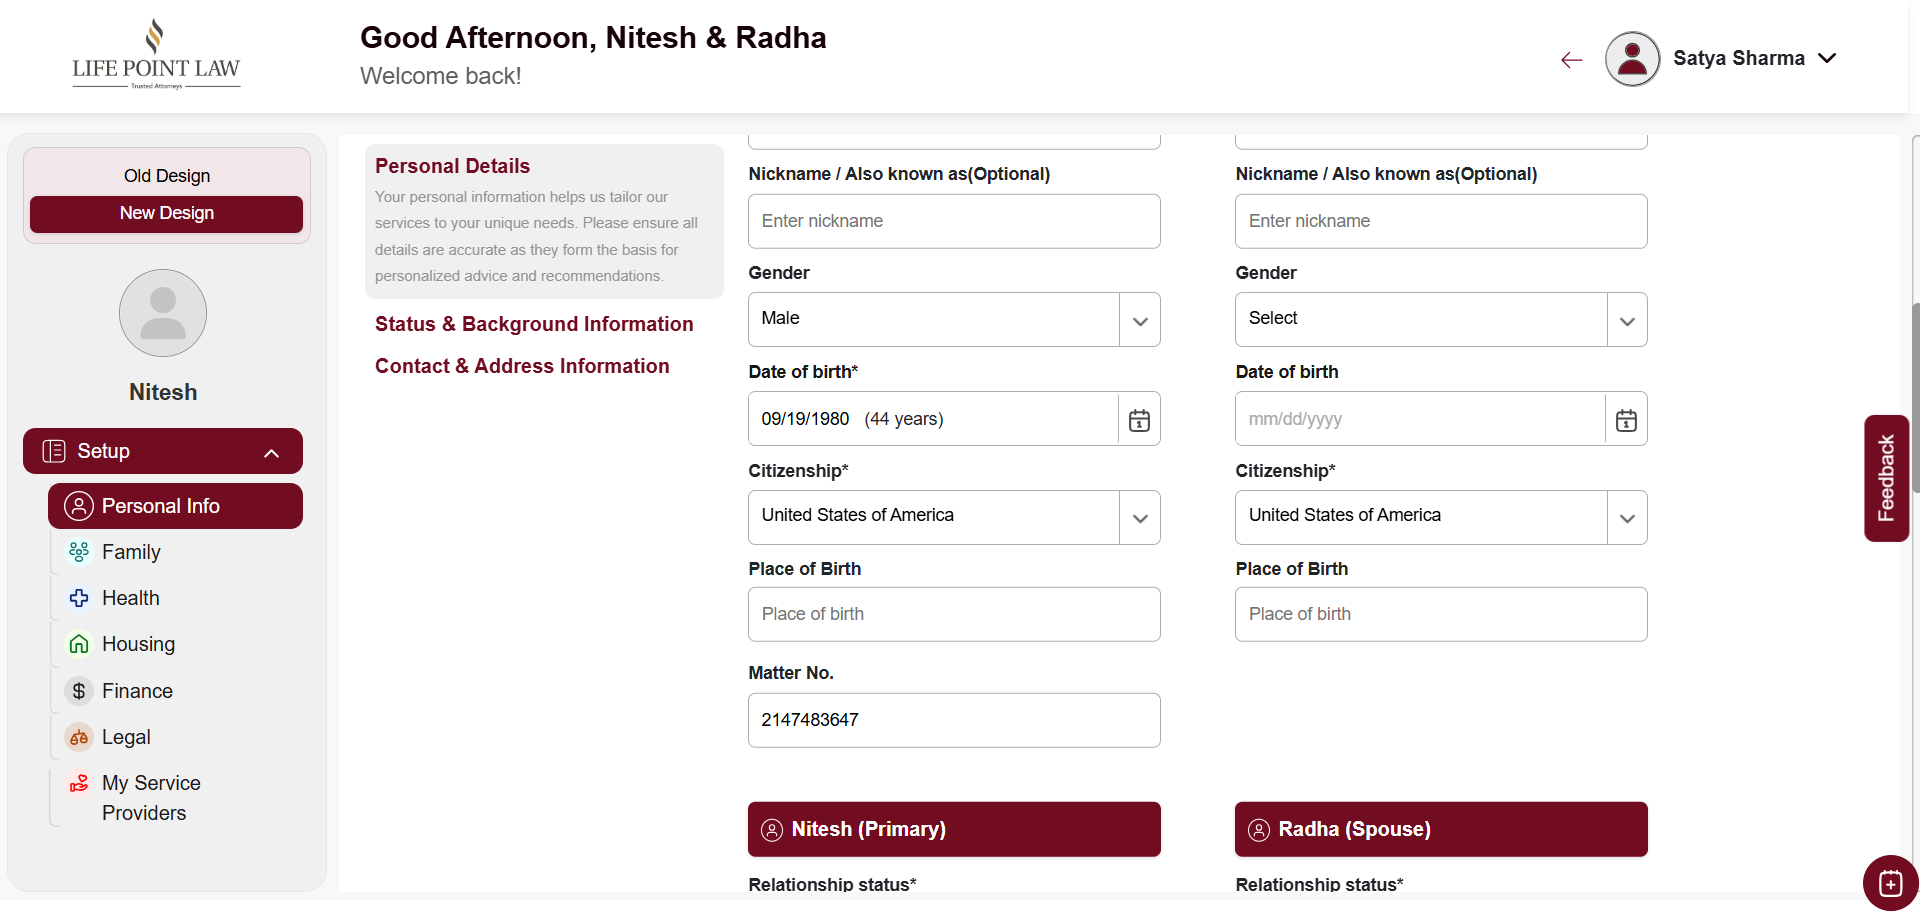 LIFE POINT LAW
Trusted Attorneys
Good Afternoon, Nitesh & Radha
Welcome back!
Satya Sharma
Old Design
New Design
Nitesh
Setup
Personal Info
Family
Health
Housing
Finance
Legal
My Service
Providers
Personal Details
Your personal information helps us tailor our
services to your unique needs. Please ensure all
details are accurate as they form the basis for
personalized advice and recommendations.
Status & Background Information
Contact & Address Information
Nickname / Also known as(Optional)
Enter nickname
Gender
Male
Date of birth*
09/19/1980 (44 years)
Citizenship*
United States of America
Place of Birth
Place of birth
Matter No.
2147483647
Nitesh (Primary)
Relationship status*
Nickname / Also known as(Optional)
Enter nickname
Gender
Select
Date of birth
mm/dd/yyyy
Citizenship*
United States of America
Place of Birth
Place of birth
Radha (Spouse)
Relationship status*
Feedback